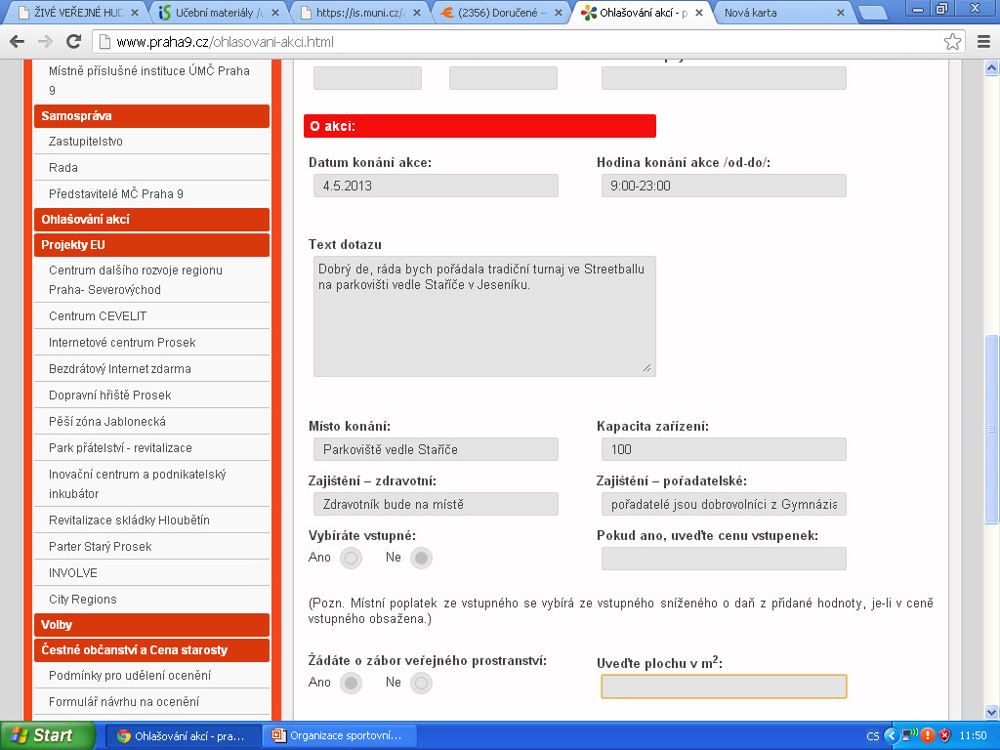 ŽIVÉ VEŘEJNÉ HUD
Učební materiály /u
https://is.muni.cz/a
(2356) Doručené –
Ohlašování akcí - p
Nová karta
www.praha9.cz/ohlasovani-akci.html
Místně příslušné instituce ÚMČ Praha
9
Samospráva
Zastupitelstvo
Rada
Představitelé MČ Praha 9
Ohlašování akcí
Projekty EU
Centrum dalšího rozvoje regionu
Praha- Severovýchod
Centrum CEVELIT
Internetové centrum Prosek
Bezdrátový Internet zdarma
Dopravní hřiště Prosek
Pěší zóna Jablonecká
Park přátelství - revitalizace
Inovační centrum a podnikatelský
inkubátor
Revitalizace skládky Hloubětín
Parter Starý Prosek
INVOLVE
City Regions
Volby
Čestné občanství a Cena starosty
Podmínky pro udělení ocenění
Formulář návrhu na ocenění
O akci:
Datum konání akce:
Hodina konání akce /od-do/:
4.5.2013
9:00-23:00
Text dotazu
Dobrý de, ráda bych pořádala tradiční turnaj ve Streetballu
na parkovišti vedle Staříče v Jeseníku.
Místo konání:
Kapacita zařízení:
Parkoviště vedle Staříče
100
Zajištění – zdravotní:
Zajištění – pořadatelské:
Zdravotník bude na místě
pořadatelé jsou dobrovolníci z Gymnázia
Vybíráte vstupné:
Pokud ano, uveďte cenu vstupenek:
Ano
Ne
(Pozn. Místní poplatek ze vstupného se vybírá ze vstupného sníženého o daň z přidané hodnoty, je-li v ceně
vstupného obsažena.)
Žádáte o zábor veřejného prostranství:
Uveďte plochu v m²:
Ano
Ne
Start
Ohlašování akcí - pra...
Organizace sportovní...
CS
11:50